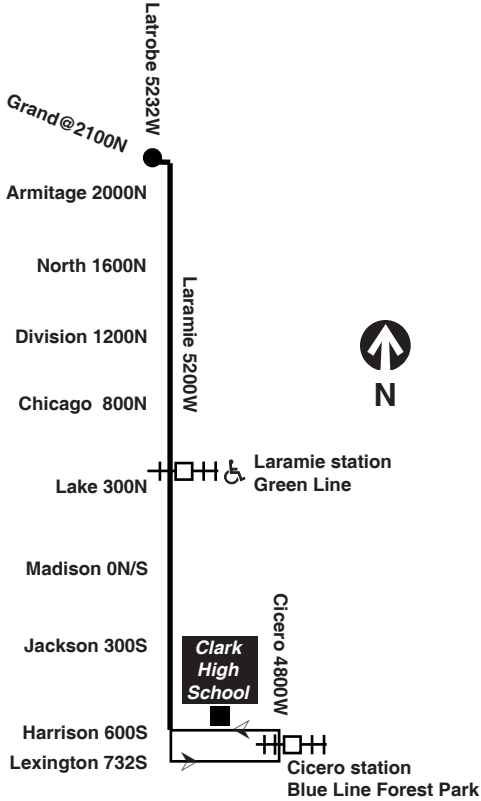 Latrobe 5232W
Grand@2100N
Armitage 2000N
North 1600N
Laramie 5200W
Division 1200N
N
Chicago 800N
Laramie station
Green Line
Lake 300N
Madison 0N/S
Cicero 4800W
Jackson 300S
Clark
High
School
Harrison 600S
Lexington 732S
Cicero station
Blue Line Forest Park